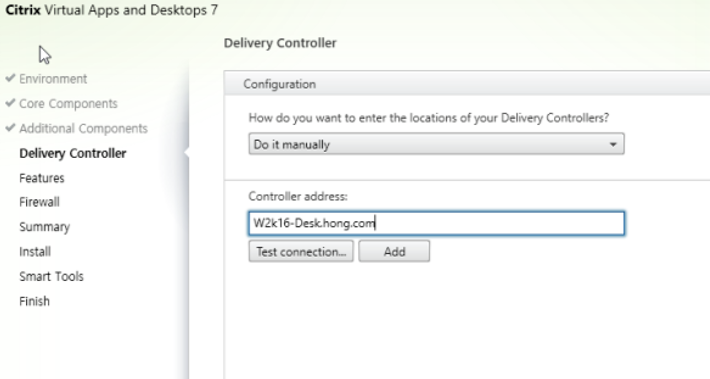 Citrix Virtual Apps and Desktops 7
Environment
Core Components
Additional Components
Delivery Controller
Features
Firewall
Summary
Install
Smart Tools
Finish
Delivery Controller
Configuration
How do you want to enter the locations of your Delivery Controllers?
Do it manually
Controller address:
W2k16-Desk.hong.com
Test connection... Add